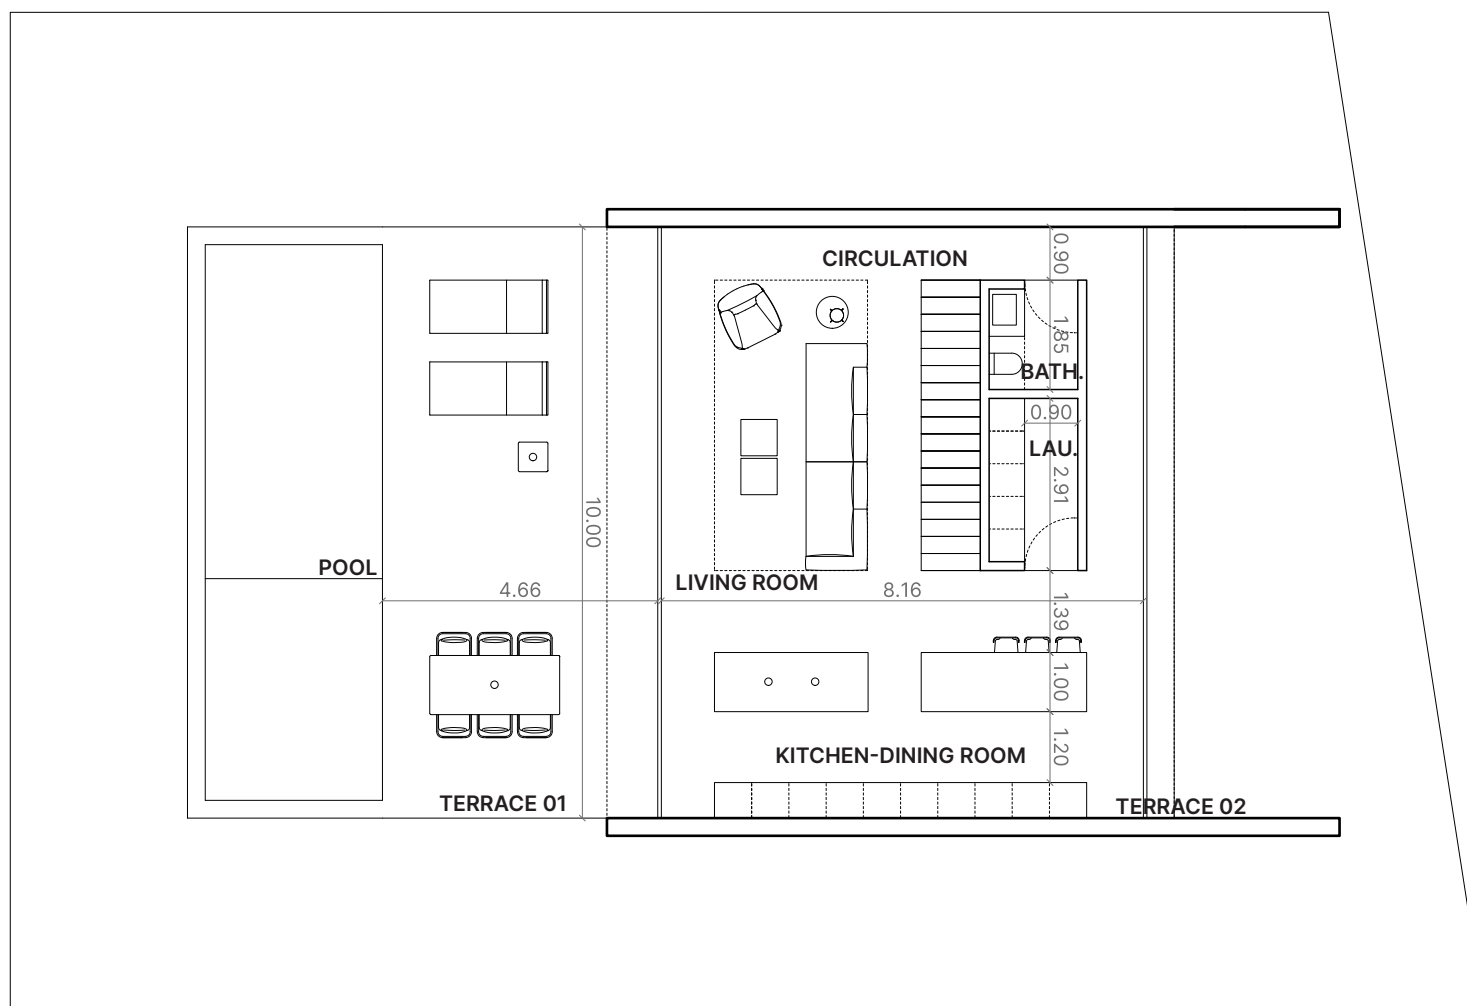 CIRCULATION
0.90
1.85
BATH.
0.90
LAU.
2.91
10.00
POOL
LIVING ROOM
4.66
8.16
1.39
1.00
1.20
KITCHEN-DINING ROOM
TERRACE 01
TERRACE 02